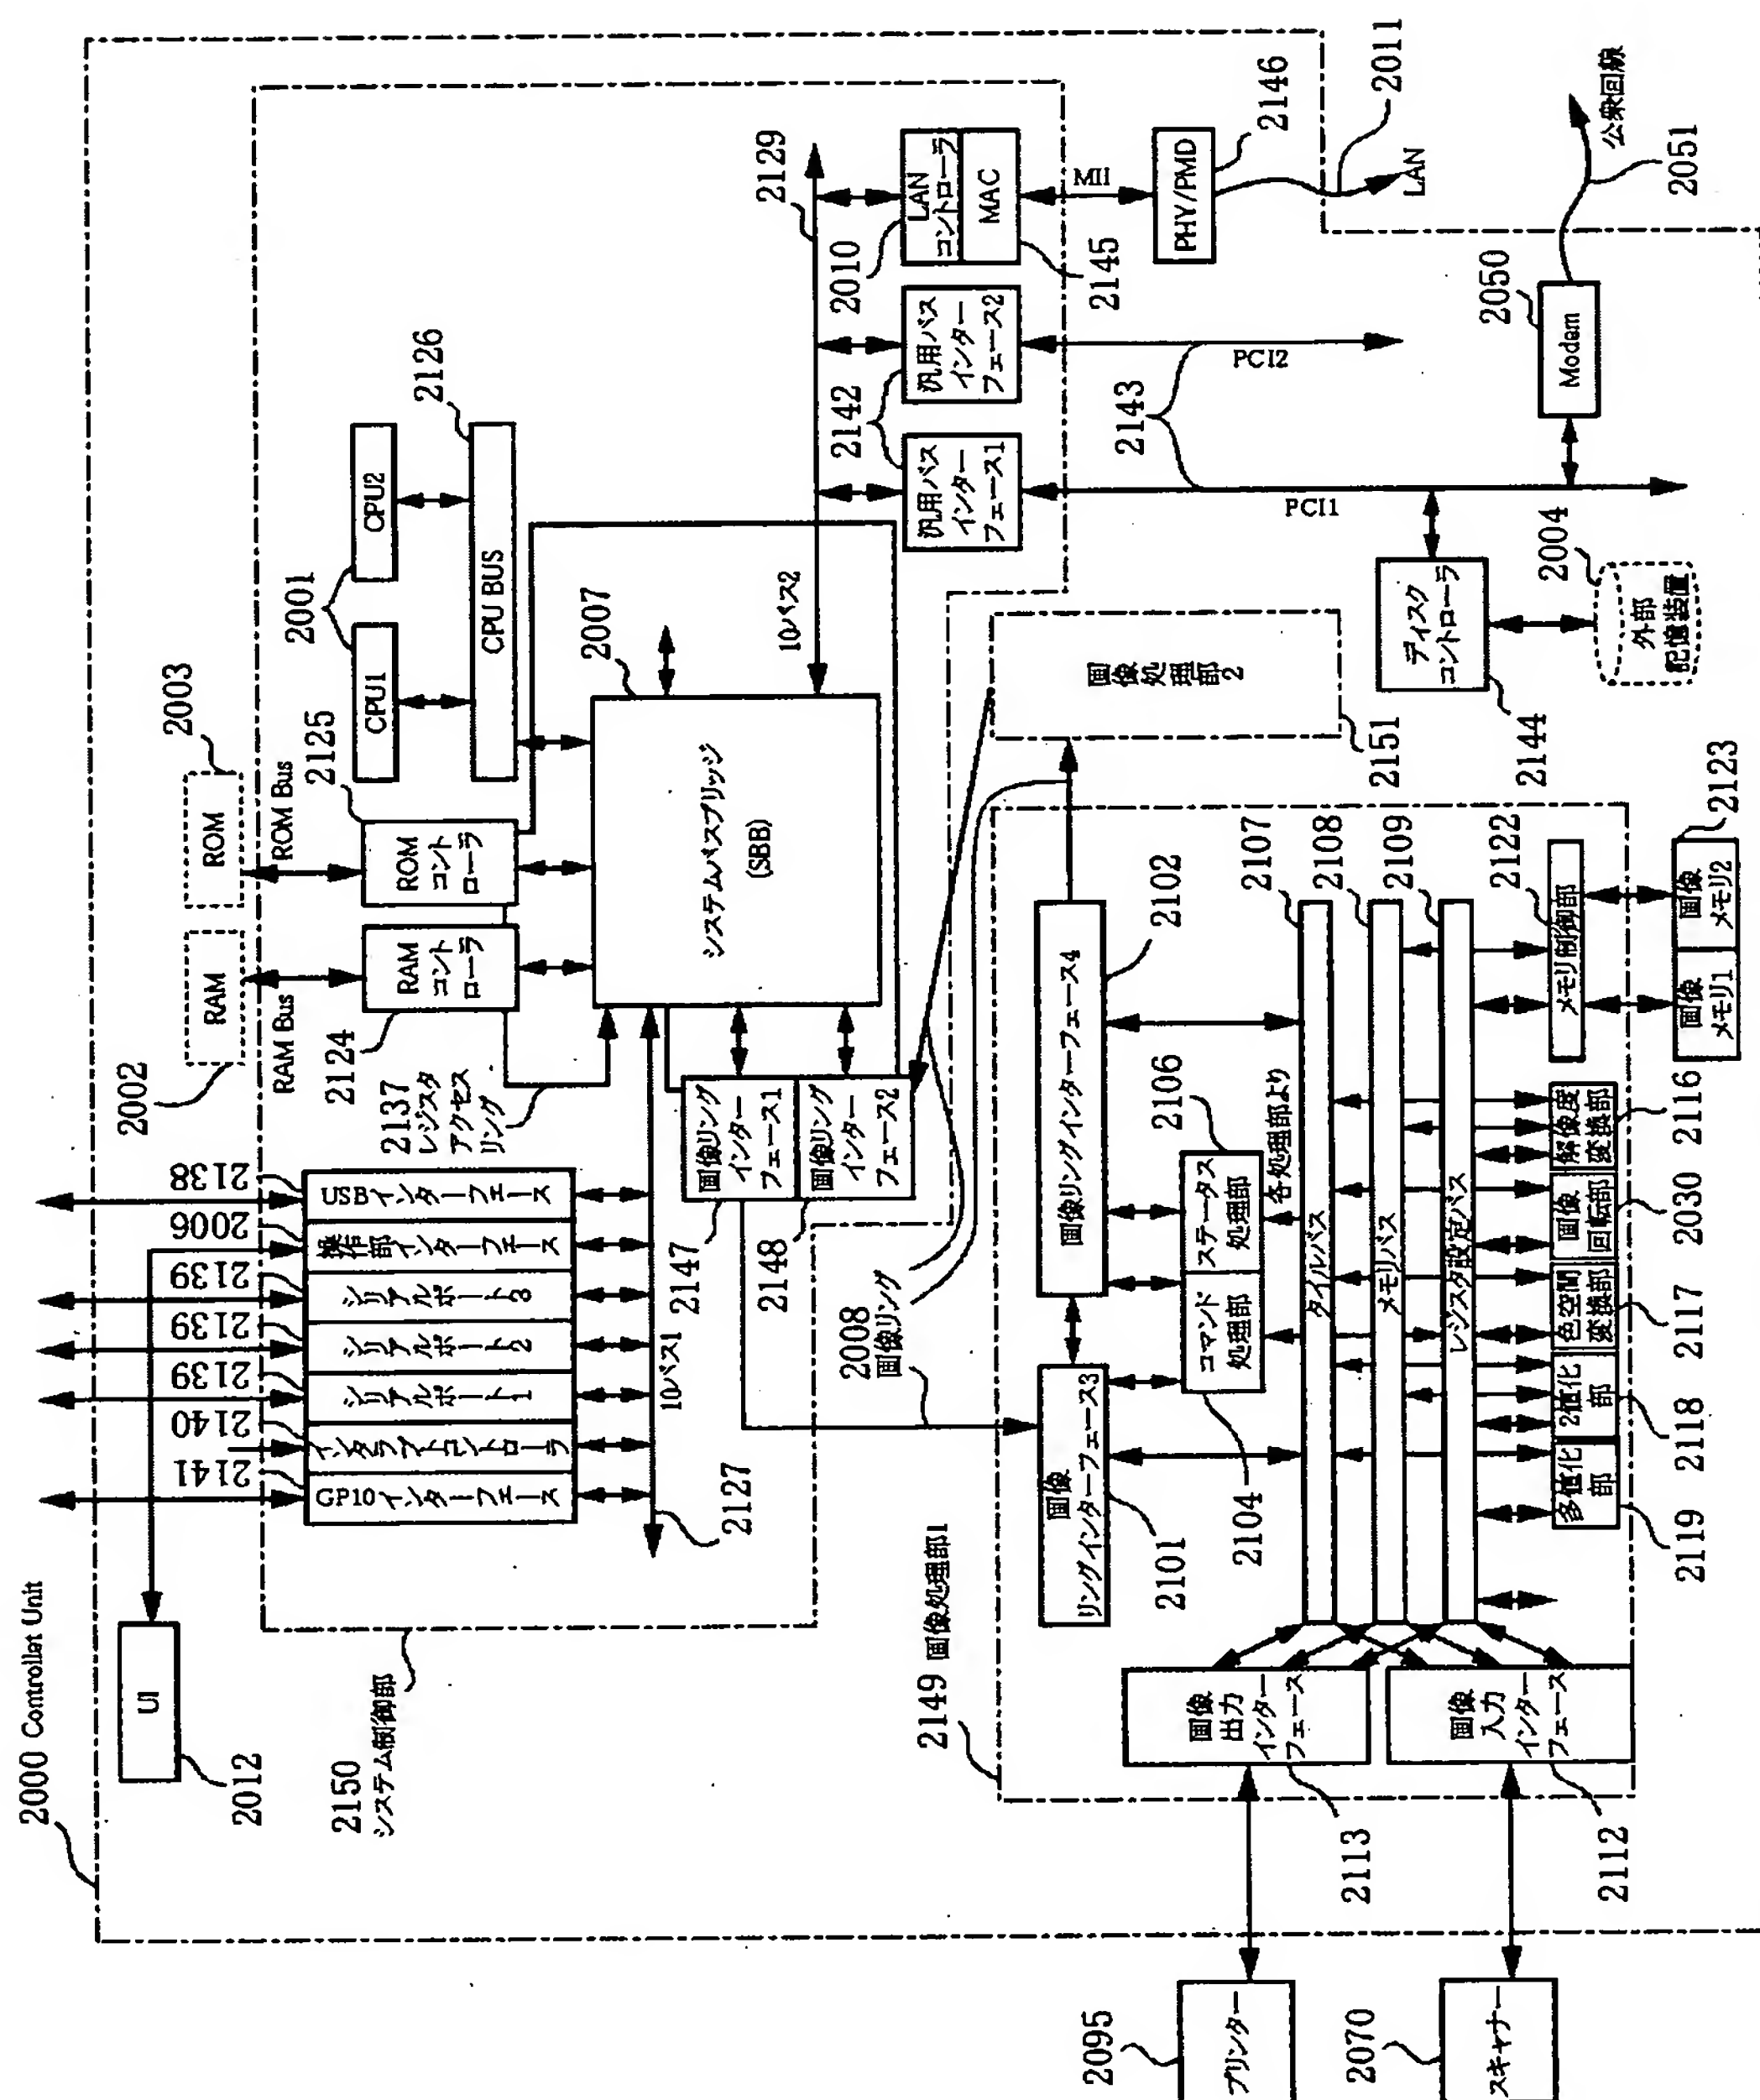 2000 Controllet Unit
UI
2012
2150
システム制御部
2002
RAM
RAM Bus
2003
ROM
ROM Bus
2124
RAM
コント
ローラ
2125
ROM
コント
ローラ
2001
CPU1
CPU2
CPU BUS
2126
2137
レジスタ
アクセス
リング
2007
システムバスブリッジ
(SBB)
2138
2006
2139
2139
2139
2140
2141
USBインターフェース
操作部インターフェース
シリアルポート3
シリアルポート2
シリアルポート1
インタラプトコントローラ
GP10インターフェース
10バス1
2127
10バス2
2129
画像リング
インター
フェース1
画像リング
インター
フェース2
2147
2148
2142
汎用バス
インター
フェース1
汎用バス
インター
フェース2
2010
LAN
コントローラ
MAC
2145
MII
PHY/PMD
2146
2011
LAN
2143
PCI1
PCI2
2050
Modem
2051
公衆回線
ディスク
コントローラ
2144
2004
外部
記憶装置
画像処理部2
2151
2008
画像リング
2149 画像処理部1
画像
リングインターフェース3
2101
画像リングインターフェース4
2102
コマンド
処理部
ステータス
処理部
2104
2106
各処理部より
タイルバス
2107
メモリバス
2108
レジスタ設定バス
2109
メモリ制御部
2122
画像
メモリ1
画像
メモリ2
2123
多値化
部
2値化
部
色空間
変換部
画像
回転部
解像度
変換部
2119
2118
2117
2030
2116
画像
出力
インター
フェース
2113
画像
入力
インター
フェース
2112
2095
プリンター
2070
スキャナー